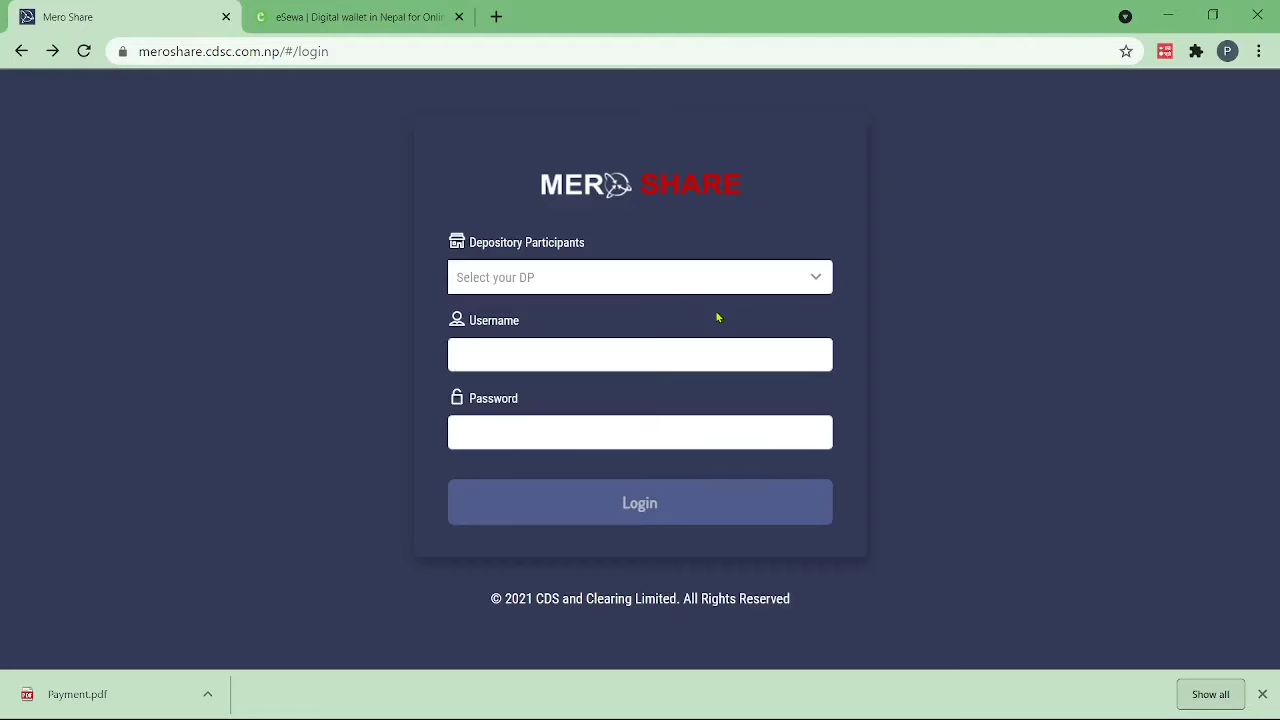 Mero Share
eSewa | Digital wallet in Nepal for Onlin
meroshare.cdsc.com.np/#/login
P
MERO SHARE
Depository Participants
Select your DP
Username
Password
Login
© 2021 CDS and Clearing Limited. All Rights Reserved
Payment.pdf
Show all